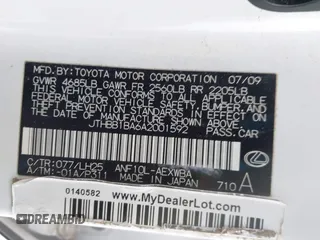 MFD. BY: TOYOTA MOTOR CORPORATION 07/09
GVWR 4685LB GAWR FR 2560LB RR 2205LB
THIS VEHICLE CONFORMS TO ALL APPLICABLE
FEDERAL MOTOR VEHICLE SAFETY, BUMPER, AND
THEFT PREVENTION STANDARDS IN EFFECT ON
THE DATE OF MANUFACTURE SHOWN ABOVE.
JTHBB1BA6A2001592 PASS. CAR
C/TR:077/LH25 ANF10L-AEXWBA
A/TM:-01A/P311 MADE IN JAPAN 710 A
0140582
www.MyDealerLot.com